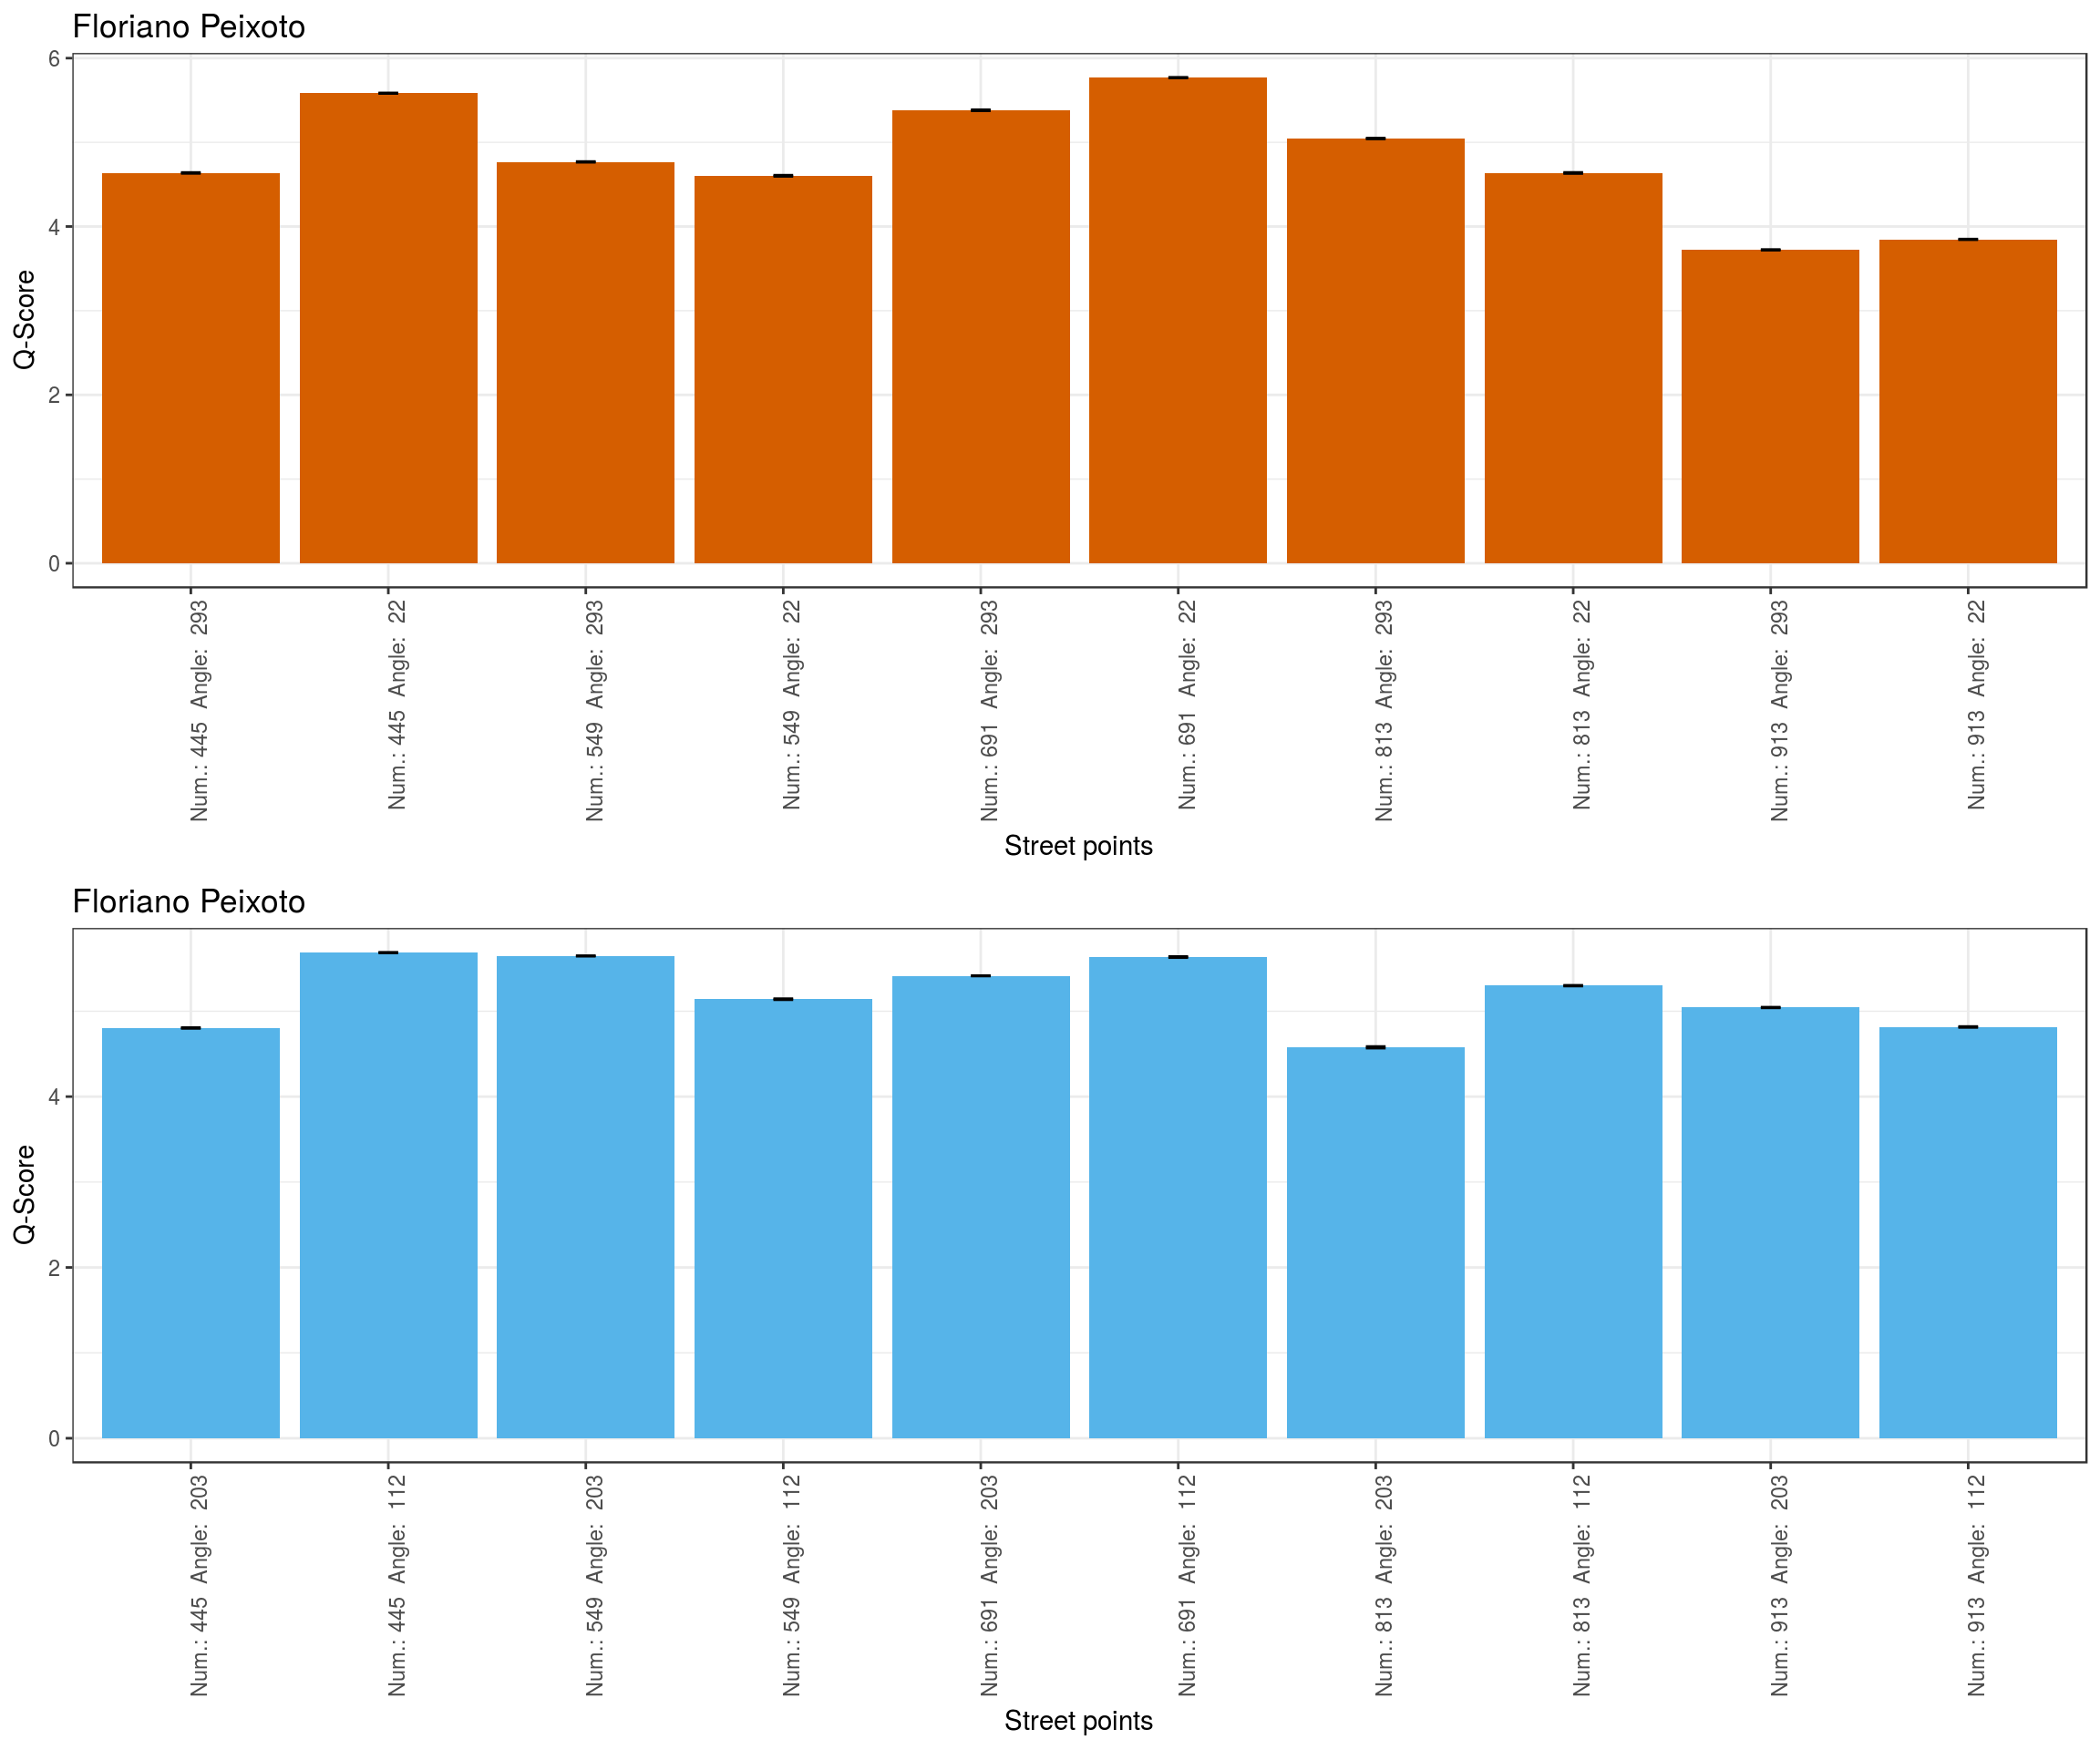 Floriano Peixoto
6
4
2
0
Q-Score
Num.: 445 Angle: 293
Num.: 445 Angle: 22
Num.: 549 Angle: 293
Num.: 549 Angle: 22
Num.: 691 Angle: 293
Num.: 691 Angle: 22
Num.: 813 Angle: 293
Num.: 813 Angle: 22
Num.: 913 Angle: 293
Num.: 913 Angle: 22
Street points
Floriano Peixoto
4
2
0
Q-Score
Num.: 445 Angle: 203
Num.: 445 Angle: 112
Num.: 549 Angle: 203
Num.: 549 Angle: 112
Num.: 691 Angle: 203
Num.: 691 Angle: 112
Num.: 813 Angle: 203
Num.: 813 Angle: 112
Num.: 913 Angle: 203
Num.: 913 Angle: 112
Street points